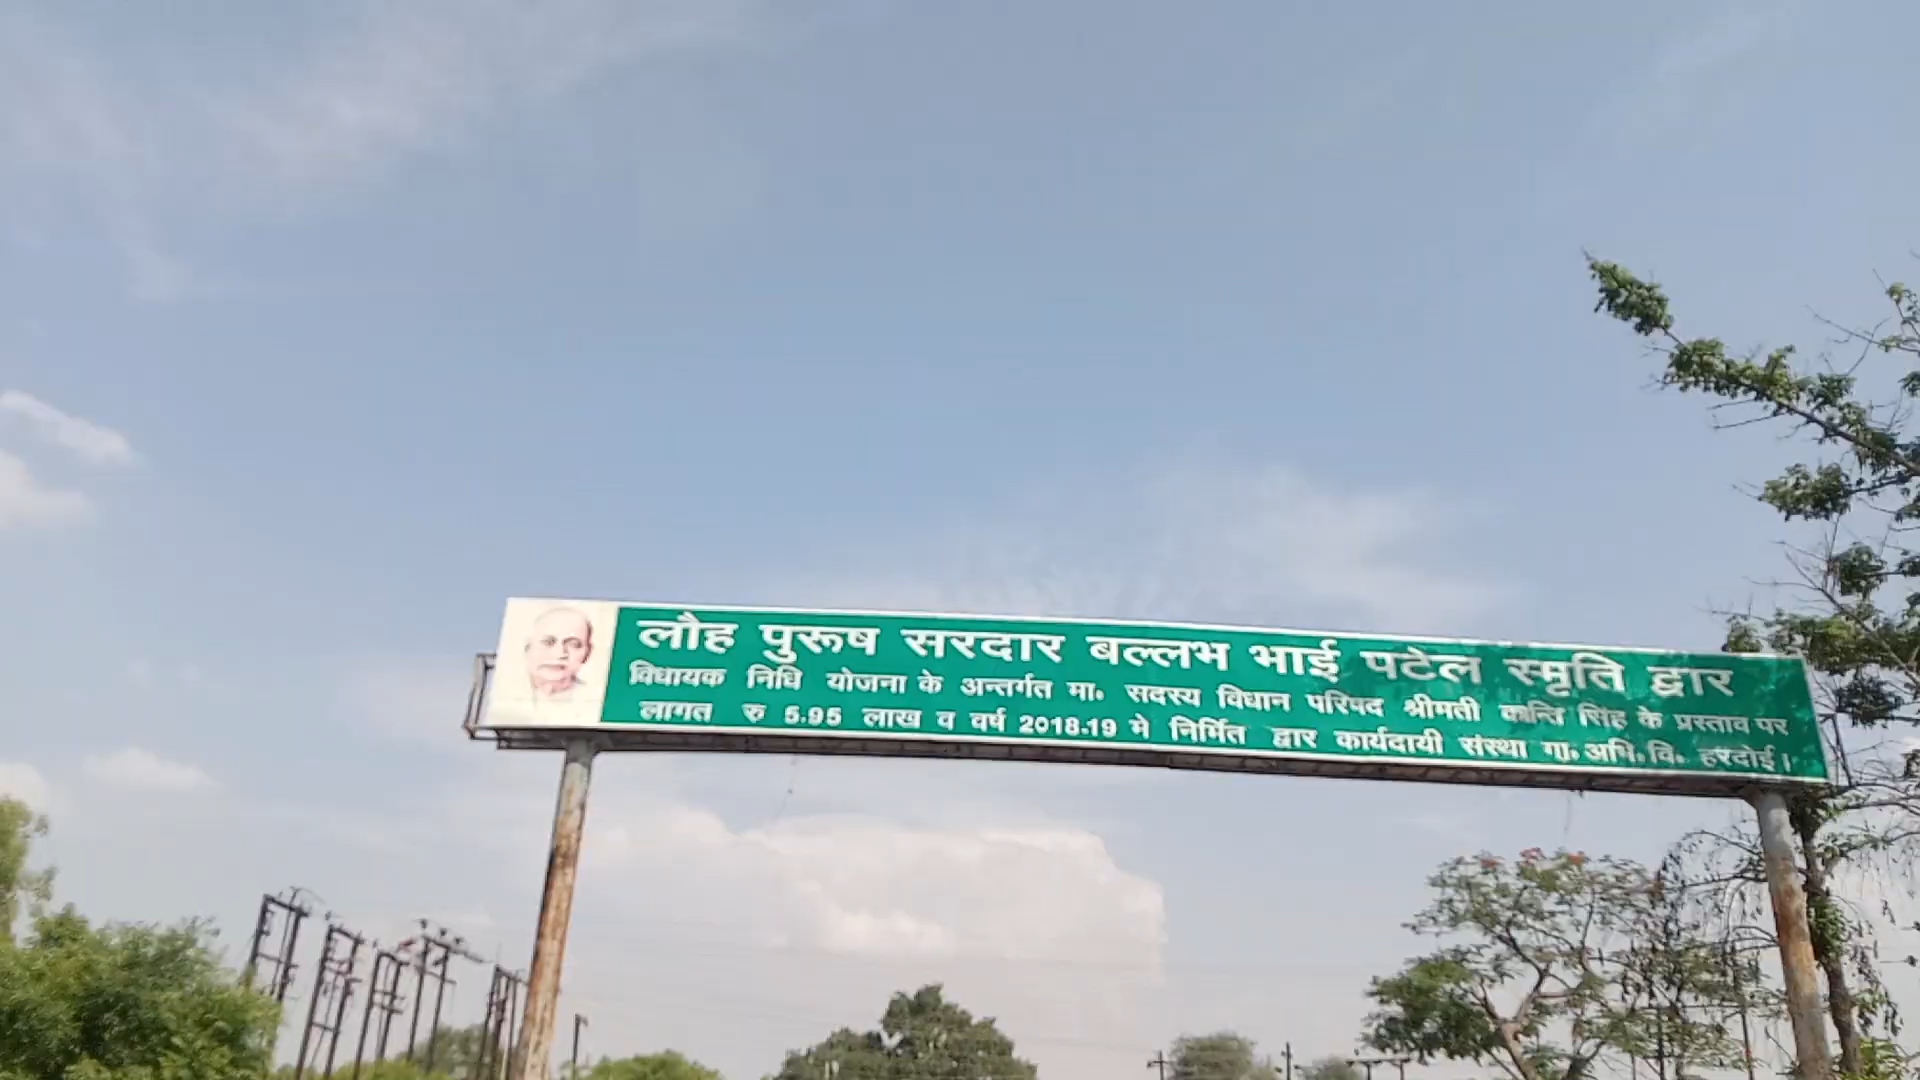 लौह पुरूष सरदार बल्लभ भाई पटेल स्मृति द्वार
विधायक निधि योजना के अन्तर्गत मा॰ सदस्य विधान परिषद श्रीमती कान्ति सिंह के प्रस्ताव पर
लागत रु 5.95 लाख व वर्ष 2018.19 मे निर्मित द्वार कार्यदायी संस्था गा॰ अभि॰ वि॰ हरदोई।